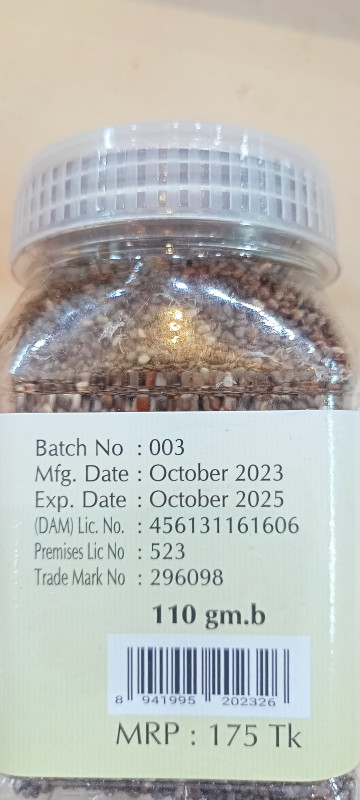 Batch No : 003
Mfg. Date : October 2023
Exp. Date : October 2025
(DAM) Lic. No. : 456131161606
Premises Lic No : 523
Trade Mark No : 296098
110 gm.b
8 941995 202326
MRP : 175 Tk